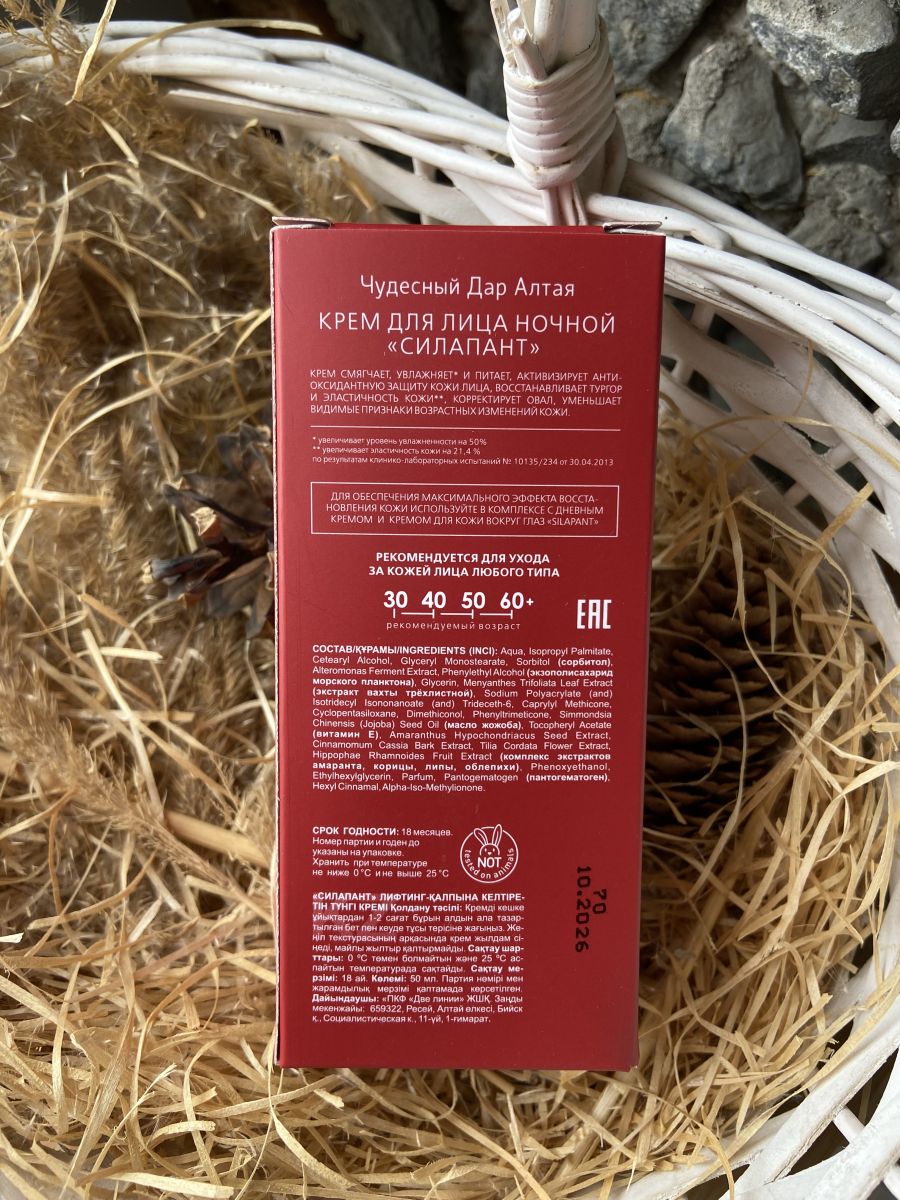 Чудесный Дар Алтая
КРЕМ ДЛЯ ЛИЦА НОЧНОЙ
«СИЛАПАНТ»
КРЕМ СМЯГЧАЕТ, УВЛАЖНЯЕТ* И ПИТАЕТ, АКТИВИЗИРУЕТ АНТИ-
ОКСИДАНТНУЮ ЗАЩИТУ КОЖИ ЛИЦА, ВОССТАНАВЛИВАЕТ ТУРГОР
И ЭЛАСТИЧНОСТЬ КОЖИ**, КОРРЕКТИРУЕТ ОВАЛ, УМЕНЬШАЕТ
ВИДИМЫЕ ПРИЗНАКИ ВОЗРАСТНЫХ ИЗМЕНЕНИЙ КОЖИ.
* увеличивает уровень увлажненности на 50%
** увеличивает эластичность кожи на 21,4 %
по результатам клинико-лабораторных испытаний № 10135/234 от 30.04.2013
ДЛЯ ОБЕСПЕЧЕНИЯ МАКСИМАЛЬНОГО ЭФФЕКТА ВОССТА-
НОВЛЕНИЯ КОЖИ ИСПОЛЬЗУЙТЕ В КОМПЛЕКСЕ С ДНЕВНЫМ
КРЕМОМ И КРЕМОМ ДЛЯ КОЖИ ВОКРУГ ГЛАЗ «SILAPANT»
РЕКОМЕНДУЕТСЯ ДЛЯ УХОДА
ЗА КОЖЕЙ ЛИЦА ЛЮБОГО ТИПА
30 40 50 60+
рекомендуемый возраст
EAC
СОСТАВ/ҚҰРАМЫ/INGREDIENTS (INCI): Aqua, Isopropyl Palmitate,
Cetearyl Alcohol, Glyceryl Monostearate, Sorbitol (сорбитол),
Alteromonas Ferment Extract, Phenylethyl Alcohol (экзополисахарид
морского планктона), Glycerin, Menyanthes Trifoliata Leaf Extract
(экстракт вахты трёхлистной), Sodium Polyacrylate (and)
Isotridecyl Isononanoate (and) Trideceth-6, Caprylyl Methicone,
Cyclopentasiloxane, Dimethiconol, Phenyltrimeticone, Simmondsia
Chinensis (Jojoba) Seed Oil (масло жожоба), Tocopheryl Acetate
(витамин Е), Amaranthus Hypochondriacus Seed Extract,
Cinnamomum Cassia Bark Extract, Tilia Cordata Flower Extract,
Hippophae Rhamnoides Fruit Extract (комплекс экстрактов
амаранта, корицы, липы, облепихи), Phenoxyethanol,
Ethylhexylglycerin, Parfum, Pantogematogen (пантогематоген),
Hexyl Cinnamal, Alpha-Iso-Methylionone.
СРОК ГОДНОСТИ: 18 месяцев.
Номер партии и годен до
указаны на упаковке.
Хранить при температуре
не ниже 0 °С и не выше 25 °С
NOT
tested on animals
70
10.2026
«СИЛАПАНТ» ЛИФТИНГ-ҚАЛПЫНА КЕЛТІРЕ-
ТІН ТҮНГІ КРЕМІ Қолдану тәсілі: Кремді кешке
ұйықтардан 1-2 сағат бұрын алдын ала тазар-
тылған бет пен кеуде тұсы терісіне жағыңыз. Же-
ңіл текстурасының арқасында крем жылдам сі-
ңеді, майлы жылтыр қалтырмайды. Сақтау шар-
ттары: 0 °С төмен болмайтын және 25 °С ас-
пайтын температурада сақтайды. Сақтау ме-
рзімі: 18 ай. Көлемі: 50 мл. Партия нөмірі мен
жарамдылық мерзімі қаптамада көрсетілген.
Дайындаушы: «ПКФ «Две линии» ЖШҚ. Заңды
мекенжайы: 659322, Ресей, Алтай өлкесі, Бийск
қ., Социалистическая к., 11-үй, 1-ғимарат.